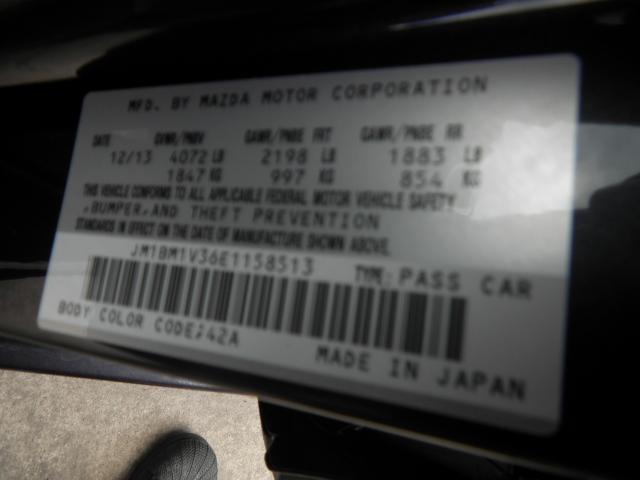 MFD. BY MAZDA MOTOR CORPORATION
DATE GVWR/PNBV GAWR/PNBE FRT GAWR/PNBE RR
12/13 4072 LB 2198 LB 1883 LB
1847 KG 997 KG 854 KG
THIS VEHICLE CONFORMS TO ALL APPLICABLE FEDERAL MOTOR VEHICLE SAFETY
,BUMPER,AND THEFT PREVENTION
STANDARDS IN EFFECT ON THE DATE OF MANUFACTURE SHOWN ABOVE.
JM1BM1V36E1158513 TYPE: PASS CAR
BODY COLOR CODE:42A
MADE IN JAPAN